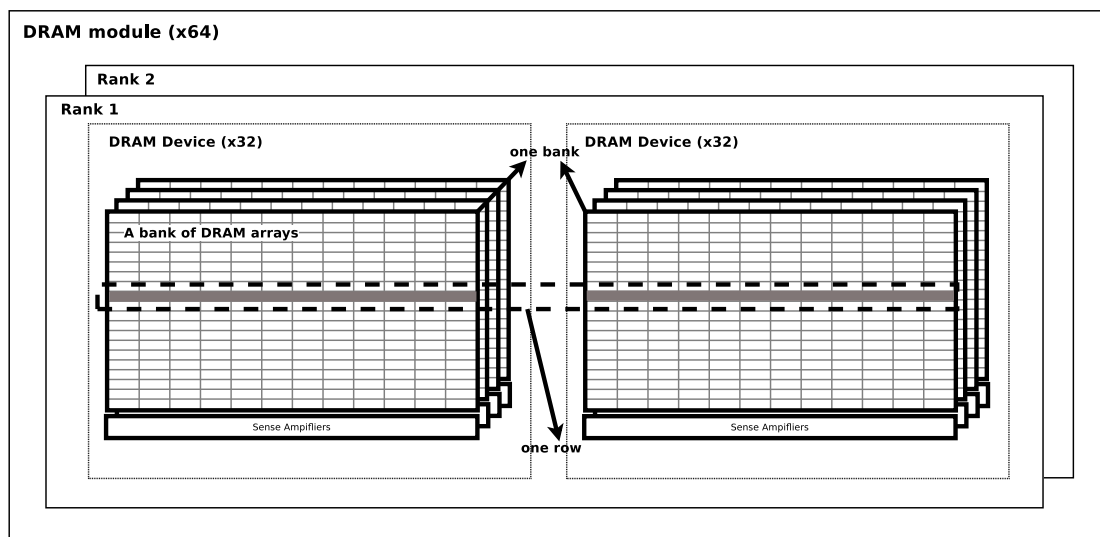 DRAM module (x64)
Rank 2
Rank 1
DRAM Device (x32)
one bank
DRAM Device (x32)
A bank of DRAM arrays
Sense Ampifliers
Sense Ampifliers
one row